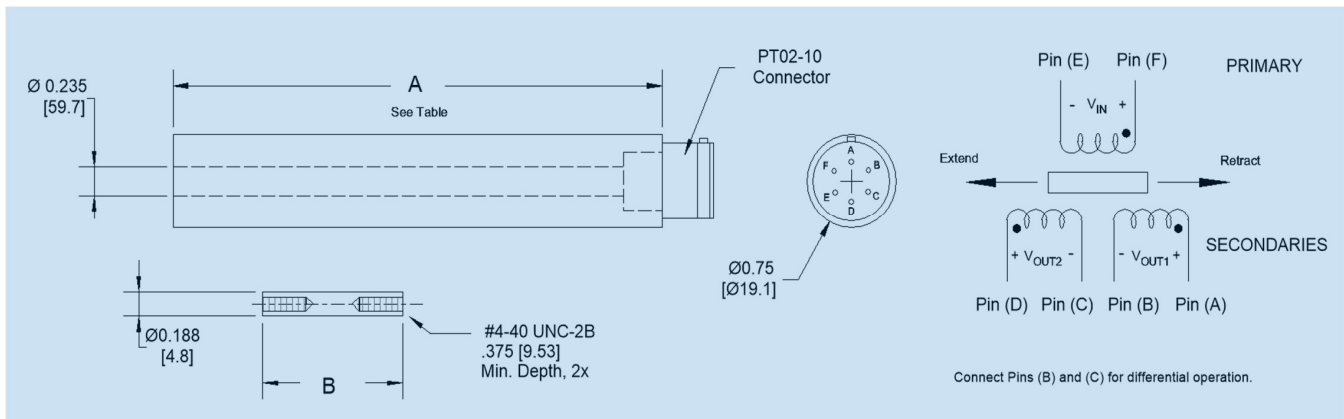 Ø 0.235
[59.7]
A
See Table
PT02-10
Connector
A
B
C
D
E
F
Ø0.75
[Ø19.1]
Ø0.188
[4.8]
B
#4-40 UNC-2B
.375 [9.53]
Min. Depth, 2x
Pin (E) Pin (F)
PRIMARY
- VIN +
Extend
Retract
+ VOUT2 -
- VOUT1 +
SECONDARIES
Pin (D) Pin (C) Pin (B) Pin (A)
Connect Pins (B) and (C) for differential operation.